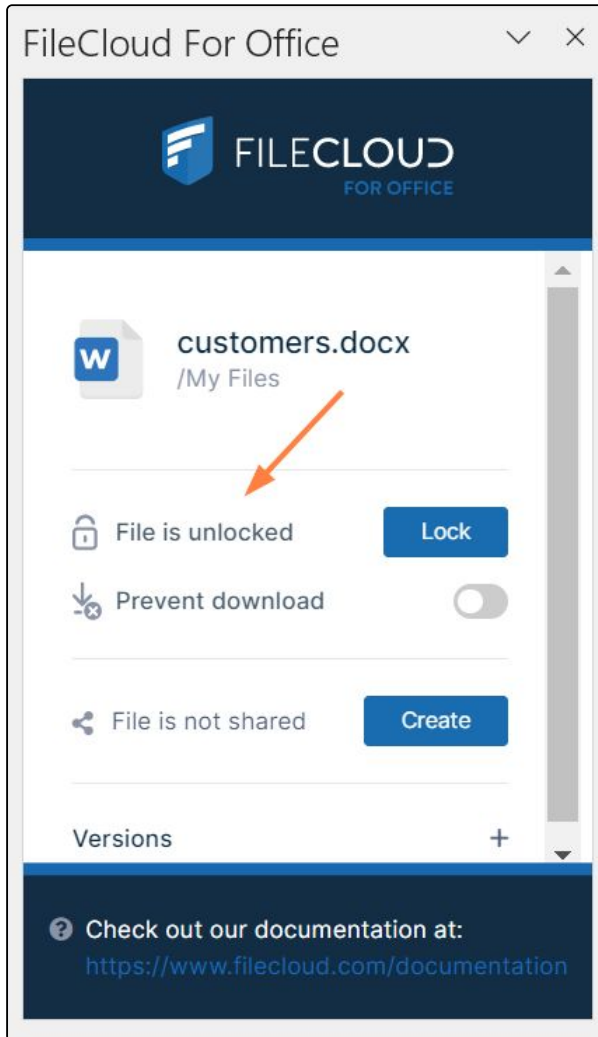 FileCloud For Office
FILECLOUD
FOR OFFICE
W
customers.docx
/My Files
File is unlocked
Lock
Prevent download
File is not shared
Create
Versions +
? Check out our documentation at:
https://www.filecloud.com/documentation